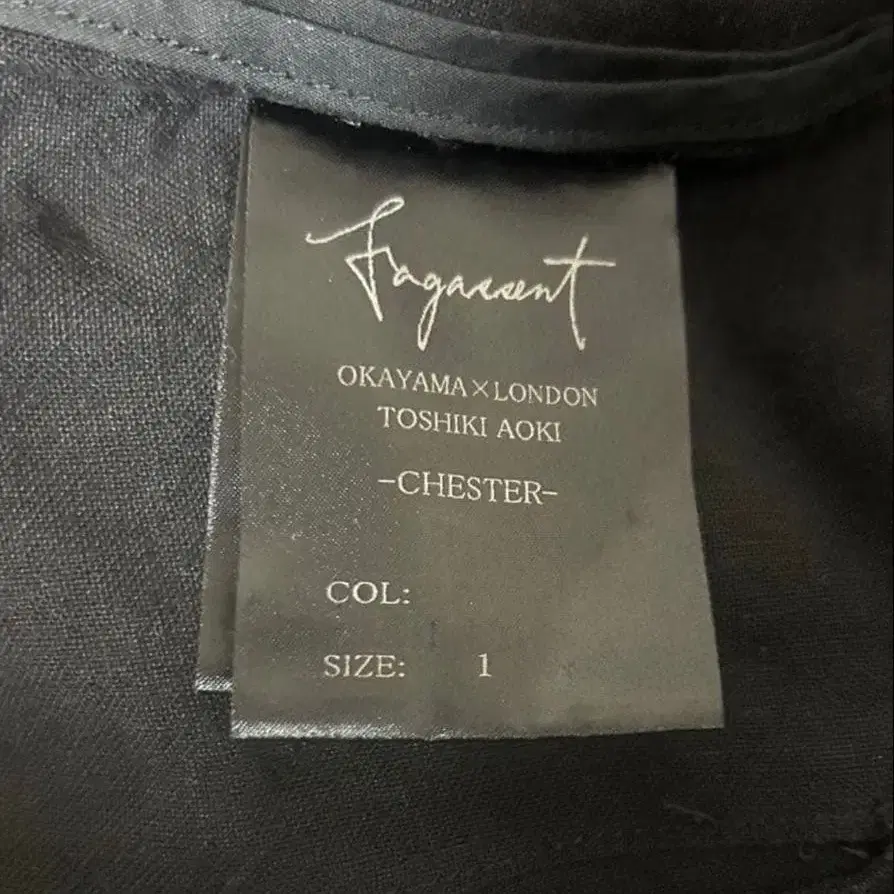 Fagassent
OKAYAMA×LONDON
TOSHIKI AOKI
-CHESTER-
COL:
SIZE: 1